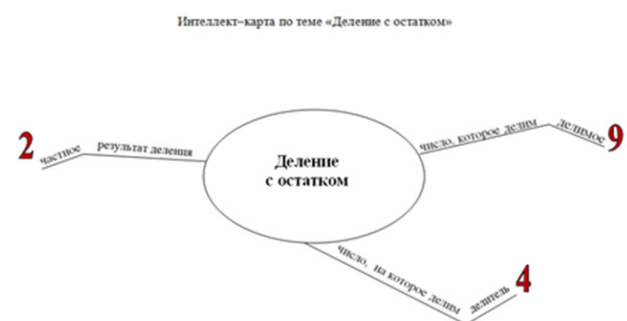 Интеллект–карта по теме «Деление с остатком»
2
частное
результат деления
Деление
с остатком
число, которое делим
делимое
9
число, на которое делим
делитель
4